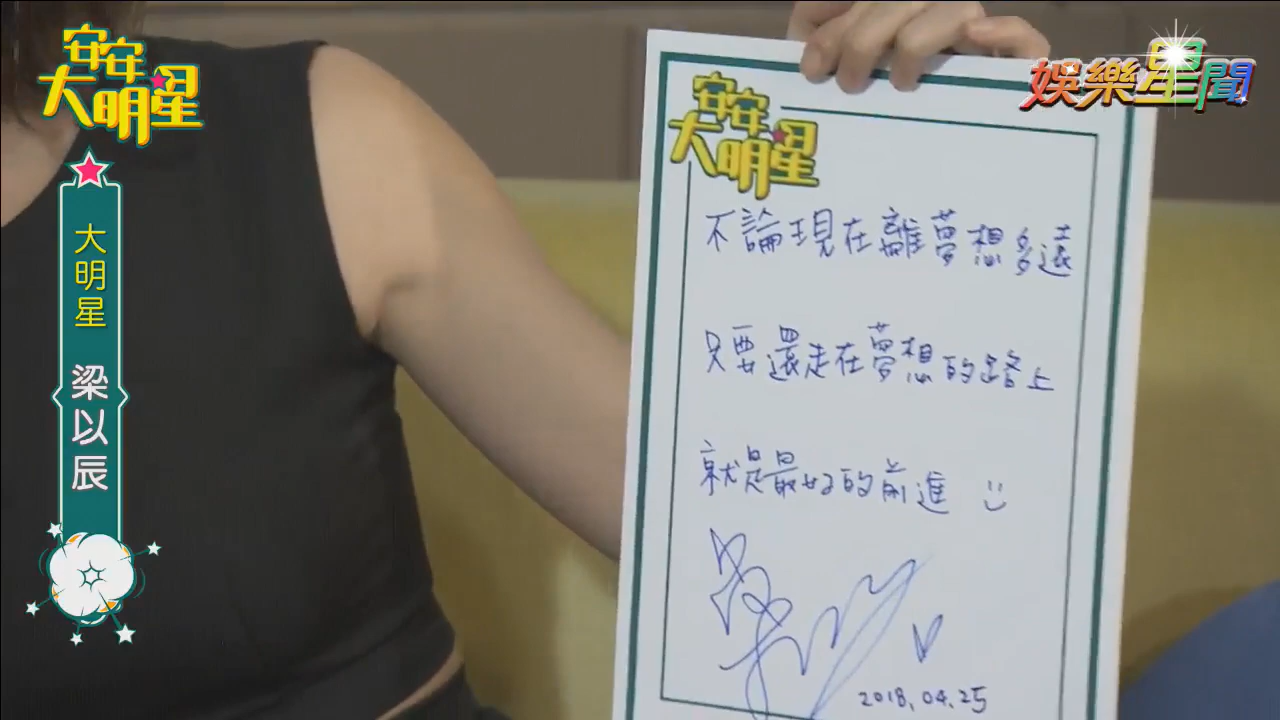 安安
大明星
大明星 梁以辰
娛樂星聞
安安
大明星
不論現在離夢想多遠
只要還走在夢想的路上
就是最好的前進 :)
2018.04.25